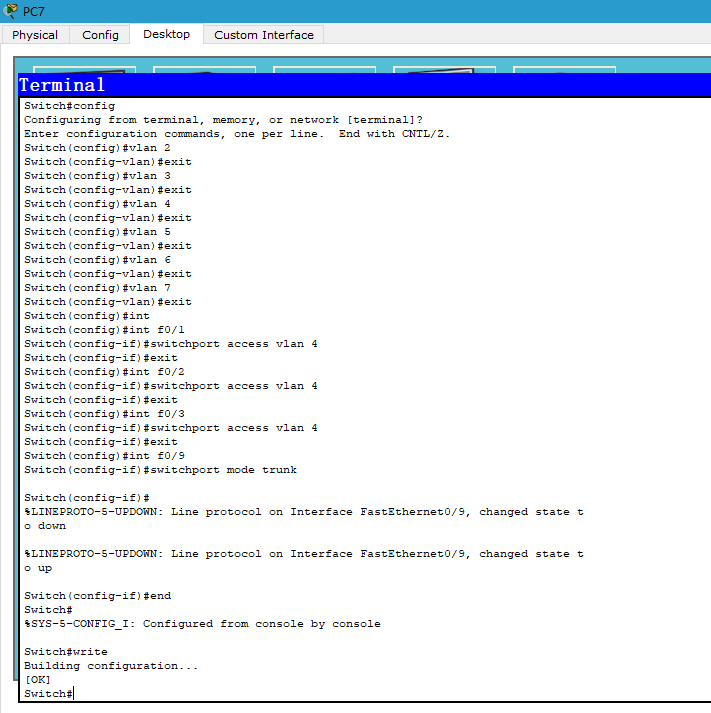 PC7
Physical Config Desktop Custom Interface
Terminal
Switch#config
Configuring from terminal, memory, or network [terminal]?
Enter configuration commands, one per line.  End with CNTL/Z.
Switch(config)#vlan 2
Switch(config-vlan)#exit
Switch(config)#vlan 3
Switch(config-vlan)#exit
Switch(config)#vlan 4
Switch(config-vlan)#exit
Switch(config)#vlan 5
Switch(config-vlan)#exit
Switch(config)#vlan 6
Switch(config-vlan)#exit
Switch(config)#vlan 7
Switch(config-vlan)#exit
Switch(config)#int
Switch(config)#int f0/1
Switch(config-if)#switchport access vlan 4
Switch(config-if)#exit
Switch(config)#int f0/2
Switch(config-if)#switchport access vlan 4
Switch(config-if)#exit
Switch(config)#int f0/3
Switch(config-if)#switchport access vlan 4
Switch(config-if)#exit
Switch(config)#int f0/9
Switch(config-if)#switchport mode trunk
Switch(config-if)#
%LINEPROTO-5-UPDOWN: Line protocol on Interface FastEthernet0/9, changed state t
o down
%LINEPROTO-5-UPDOWN: Line protocol on Interface FastEthernet0/9, changed state t
o up
Switch(config-if)#end
Switch#
%SYS-5-CONFIG_I: Configured from console by console
Switch#write
Building configuration...
[OK]
Switch#